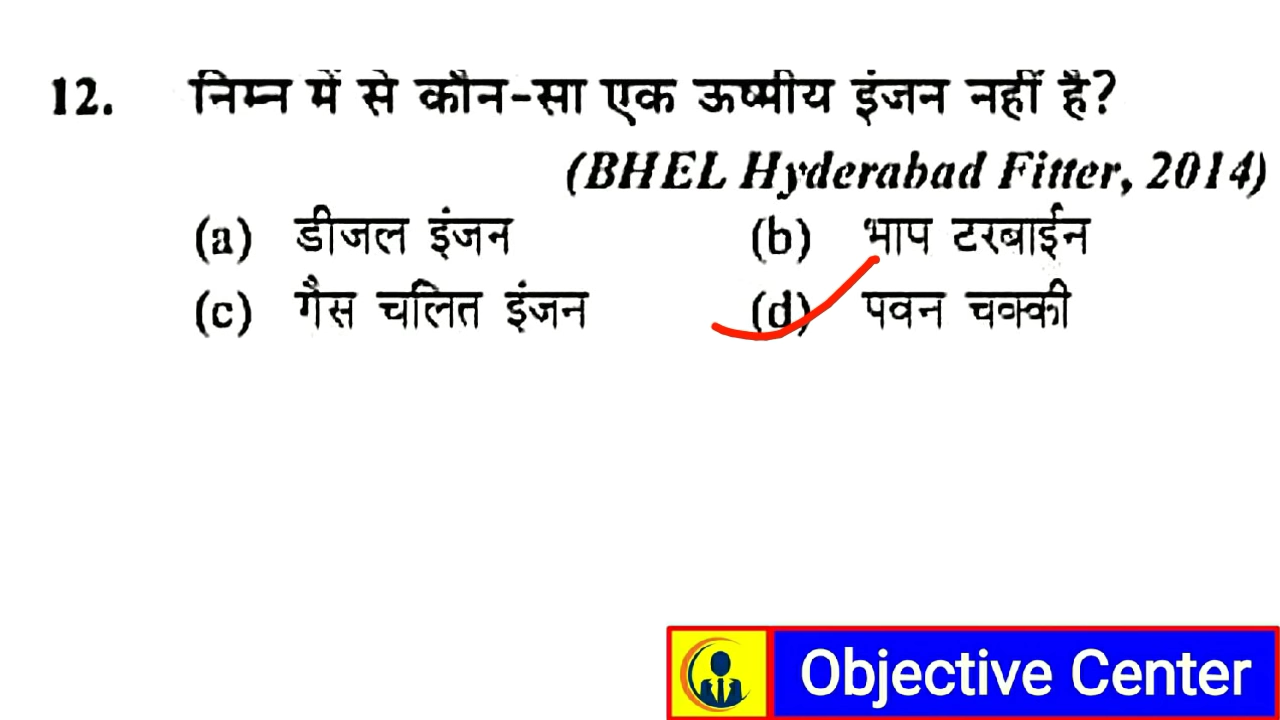 12. निम्न में से कौन-सा एक ऊष्मीय इंजन नहीं है?
(BHEL Hyderabad Fitter, 2014)
(a) डीजल इंजन (b) भाप टरबाईन
(c) गैस चलित इंजन (d) पवन चक्की
Objective Center